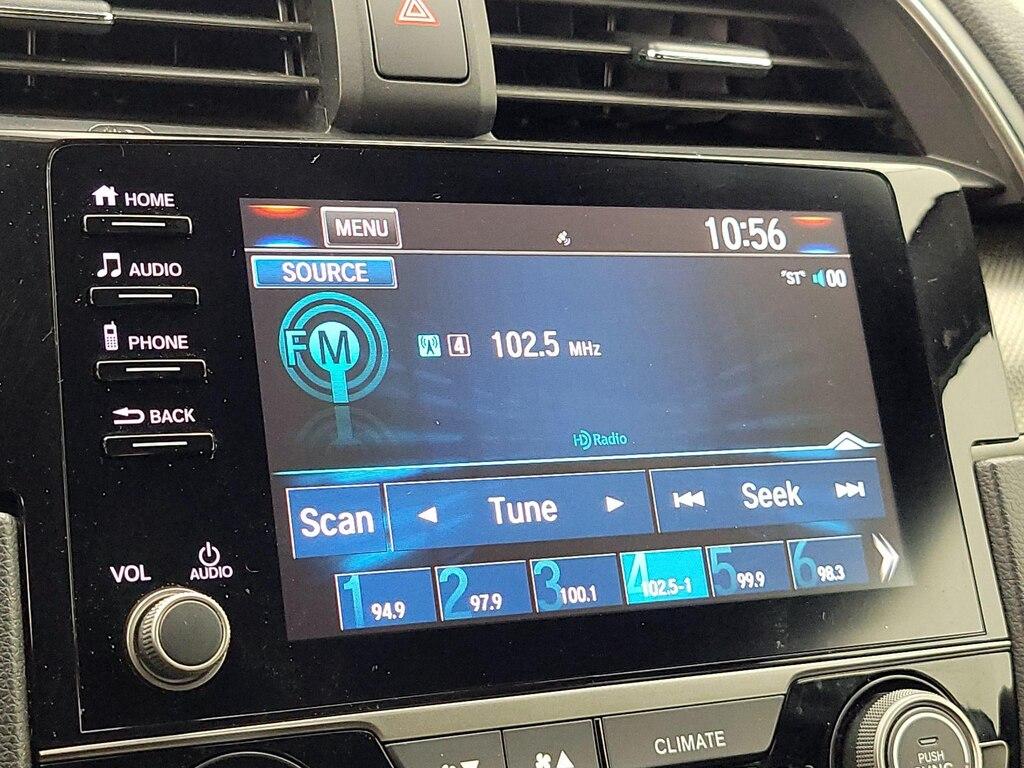 HOME
MENU
10:56
AUDIO
SOURCE
"ST" 00
PHONE
FM
4 102.5 MHz
BACK
HD Radio
Scan
Tune
Seek
VOL
AUDIO
1 94.9
2 97.9
3 100.1
4 102.5-1
5 99.9
6 98.3
CLIMATE
PUSH